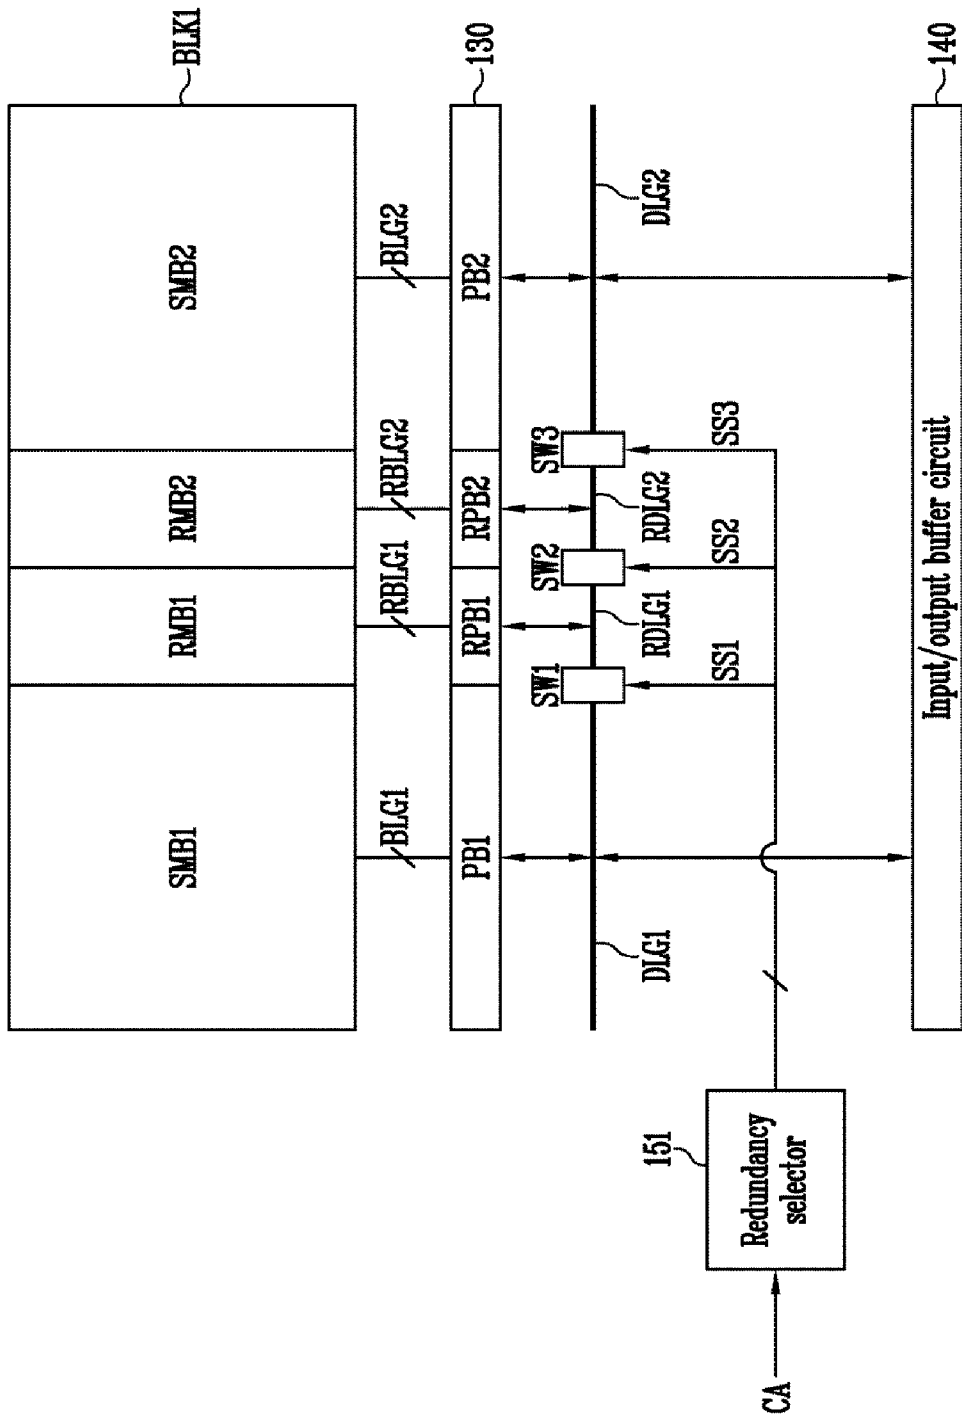 BLK1
SMB1
RMB1
RMB2
SMB2
BLG1
RBLG1
RBLG2
BLG2
130
PB1
RPB1
RPB2
PB2
SW1
SW2
SW3
DLG1
RDLG1
RDLG2
DLG2
SS1
SS2
SS3
151
Redundancy
selector
CA
140
Input/output buffer circuit